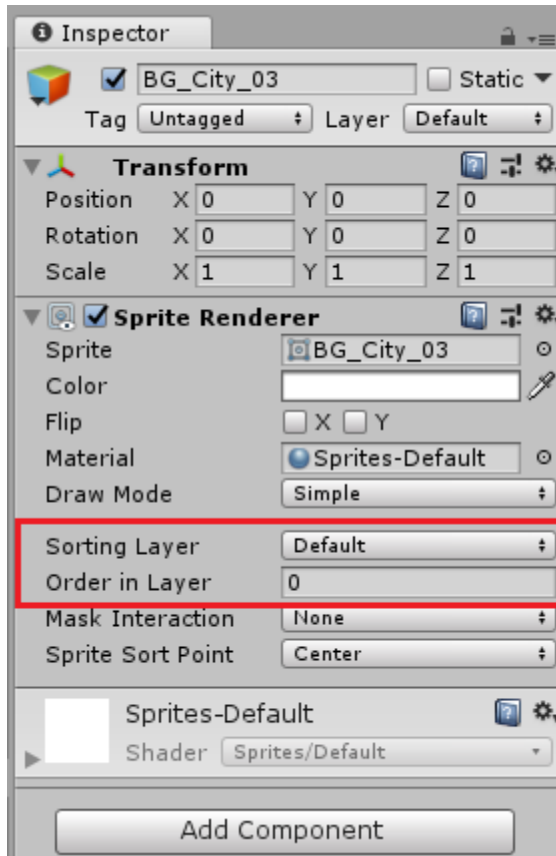 Inspector
BG_City_03 Static
Tag Untagged Layer Default
Transform
Position X 0 Y 0 Z 0
Rotation X 0 Y 0 Z 0
Scale X 1 Y 1 Z 1
Sprite Renderer
Sprite BG_City_03
Color
Flip X Y
Material Sprites-Default
Draw Mode Simple
Sorting Layer Default
Order in Layer 0
Mask Interaction None
Sprite Sort Point Center
Sprites-Default
Shader Sprites/Default
Add Component